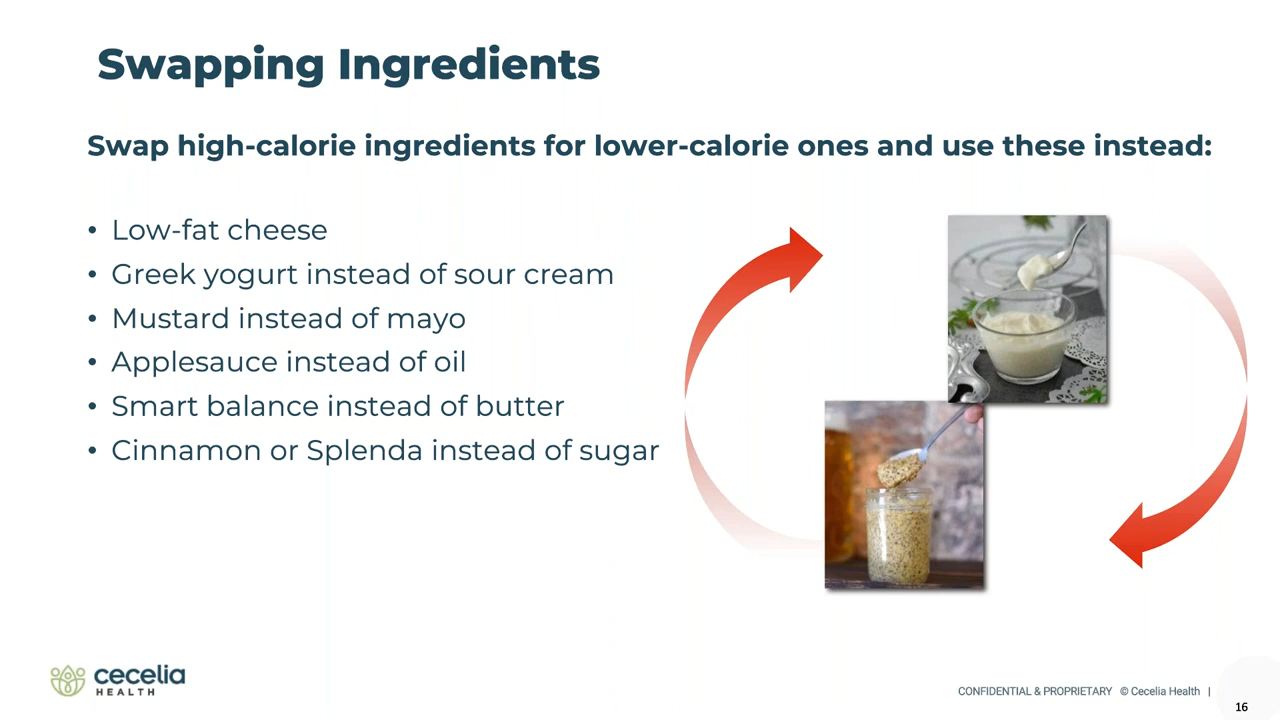 Swapping Ingredients
Swap high-calorie ingredients for lower-calorie ones and use these instead:
• Low-fat cheese
• Greek yogurt instead of sour cream
• Mustard instead of mayo
• Applesauce instead of oil
• Smart balance instead of butter
• Cinnamon or Splenda instead of sugar
cecelia
HEALTH
CONFIDENTIAL & PROPRIETARY © Cecelia Health |
16